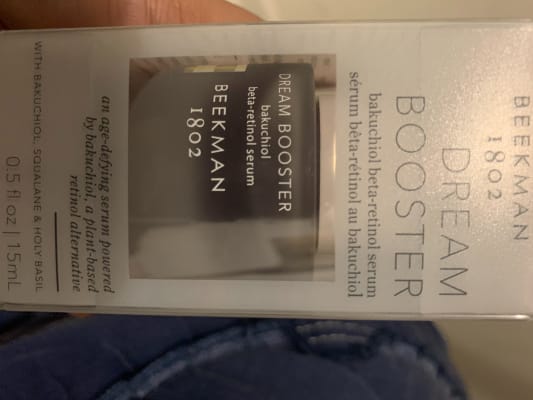 BEEKMAN
1802
DREAM
BOOSTER
bakuchiol beta-retinol serum
sérum bêta-rétinol au bakuchiol
DREAM BOOSTER
bakuchiol
beta-retinol serum
BEEKMAN
1802
an age-defying serum powered
by bakuchiol, a plant-based
retinol alternative
WITH BAKUCHIOL, SQUALANE & HOLY BASIL
0.5 fl oz | 15mL